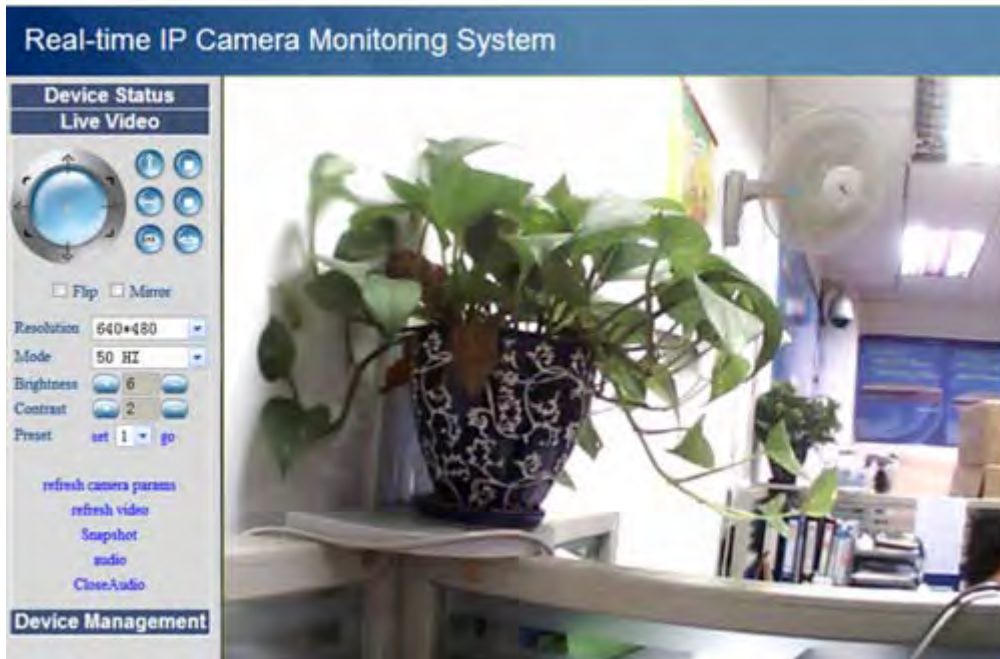 Real-time IP Camera Monitoring System
Device Status
Live Video
Flip Mirror
Resolution 640*480
Mode 50 HZ
Brightness 6
Contrast 2
Preset set 1 go
refresh camera params
refresh video
Snapshot
audio
CloseAudio
Device Management